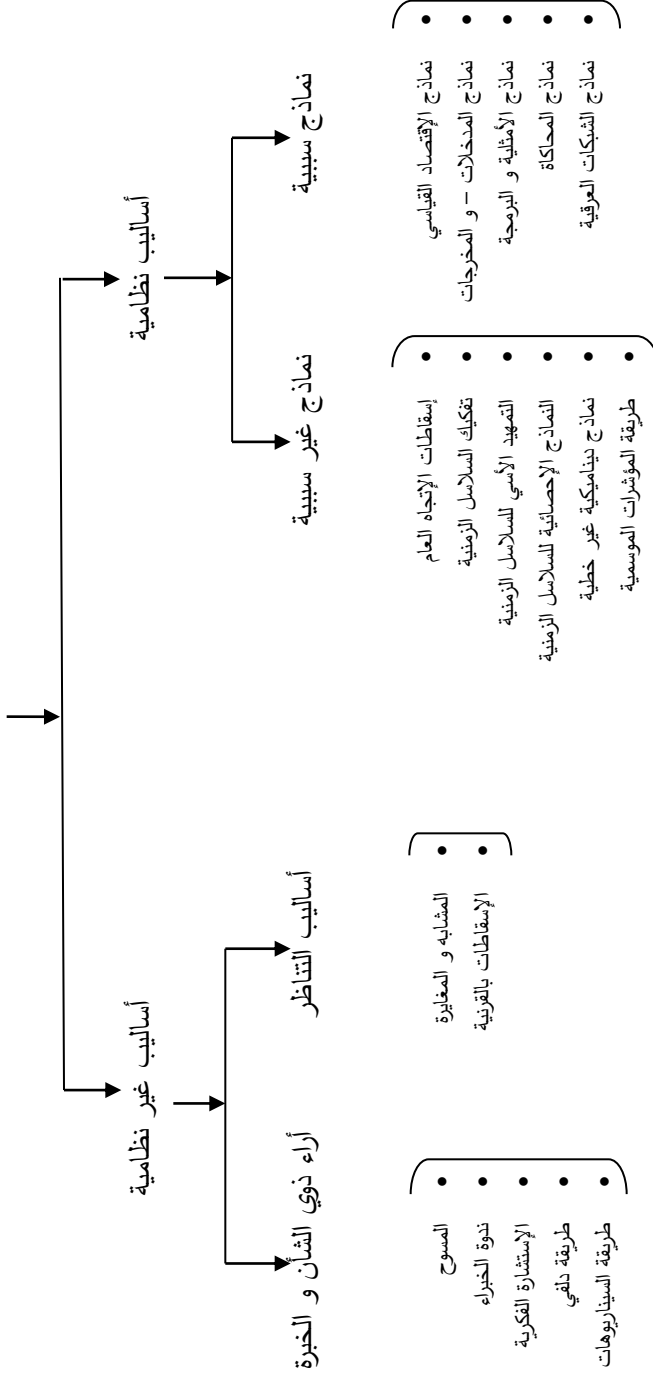 أساليب نظامية
أساليب غير نظامية
نماذج سببية
نماذج غير سببية
أساليب التناظر
أراء ذوي الشأن و الخبرة
نماذج الإقتصاد القياسي
نماذج المدخلات – و المخرجات
نماذج الأمثلية و البرمجة
نماذج المحاكاة
نماذج الشبكات العرقية
إسقاطات الإتجاه العام
تفكيك السلاسل الزمنية
التمهيد الأسي للسلاسل الزمنية
النماذج الإحصائية للسلاسل الزمنية
نماذج ديناميكية غير خطية
طريقة المؤشرات الموسمية
المشابه و المغايرة
الإسقاطات بالقرنية
المسوح
ندوة الخبراء
الإستشارة الفكرية
طريقة دلفي
طريقة السيناريوهات